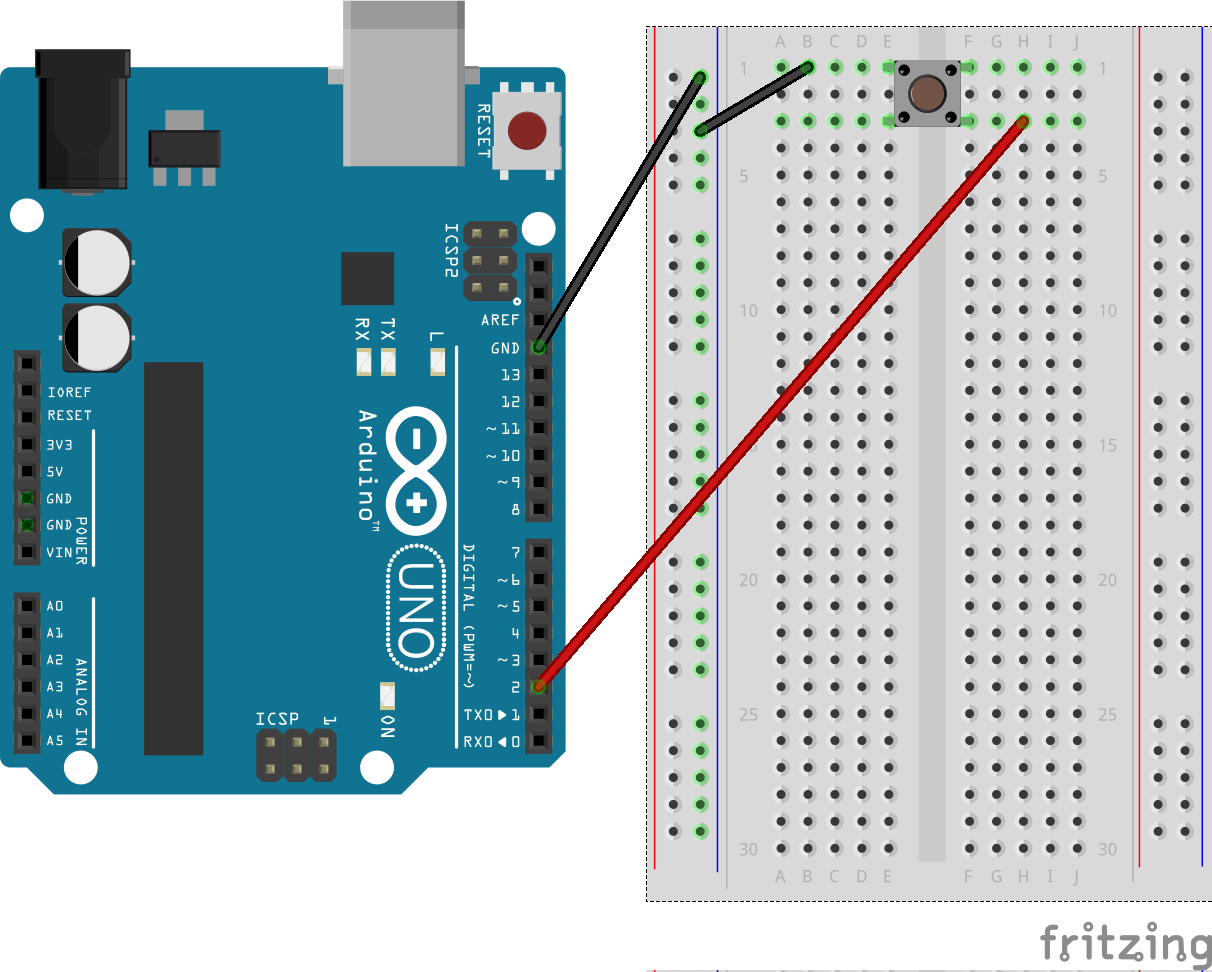 RESET
ICSP2
AREF
GND
13
12
~11
~10
~9
8
7
~6
~5
4
~3
2
TX0▶1
RX0◀0
RX
TX
L
Arduino™
UNO
DIGITAL (PWM=~)
ON
ICSP
1
IOREF
RESET
3V3
5V
GND
GND
VIN
POWER
A0
A1
A2
A3
A4
A5
ANALOG IN
A B C D E F G H I J
1 1
5 5
10 10
15 15
20 20
25 25
30 30
A B C D E F G H I J
fritzing